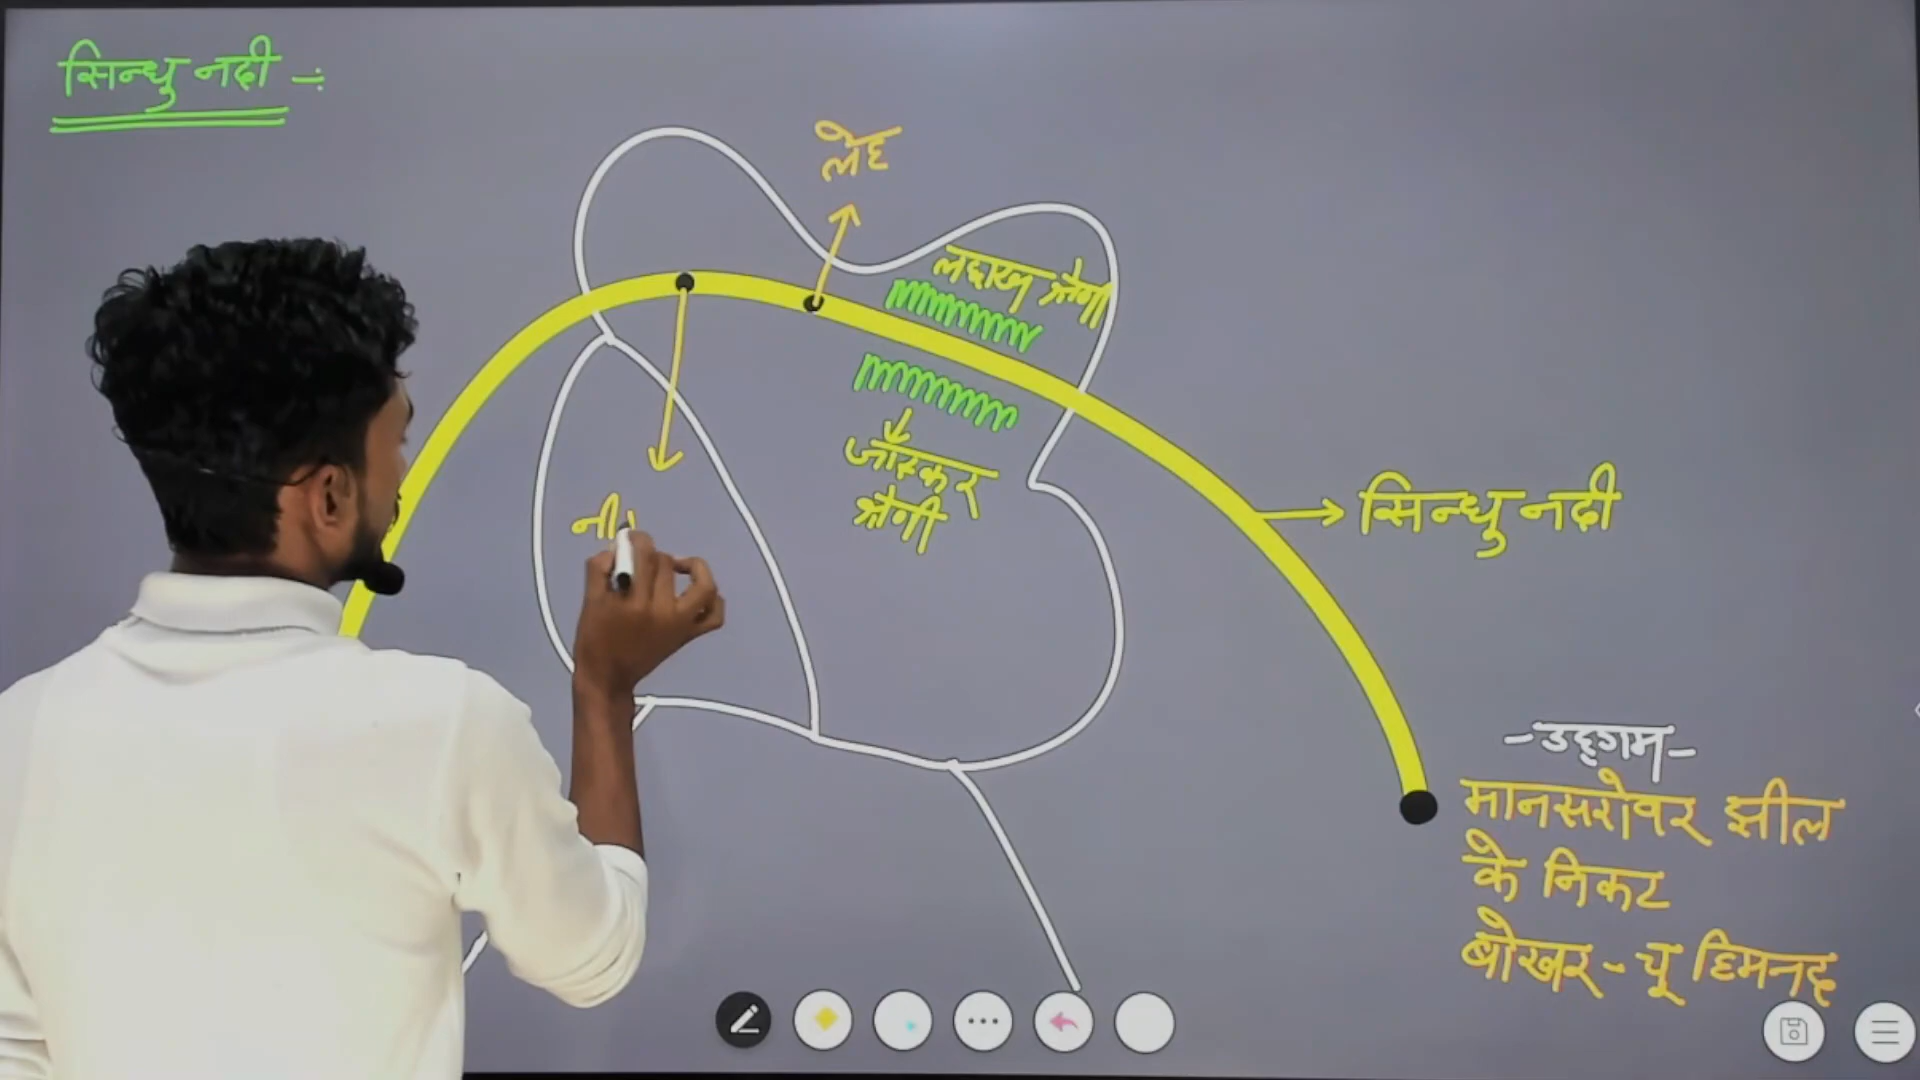 सिन्धु नदी -:
लेह
लद्दाख श्रेणी
जॉस्कर
श्रेणी
नी
सिन्धु नदी
-उद्गम-
मानसरोवर झील
के निकट
बोखर-चू हिमनद